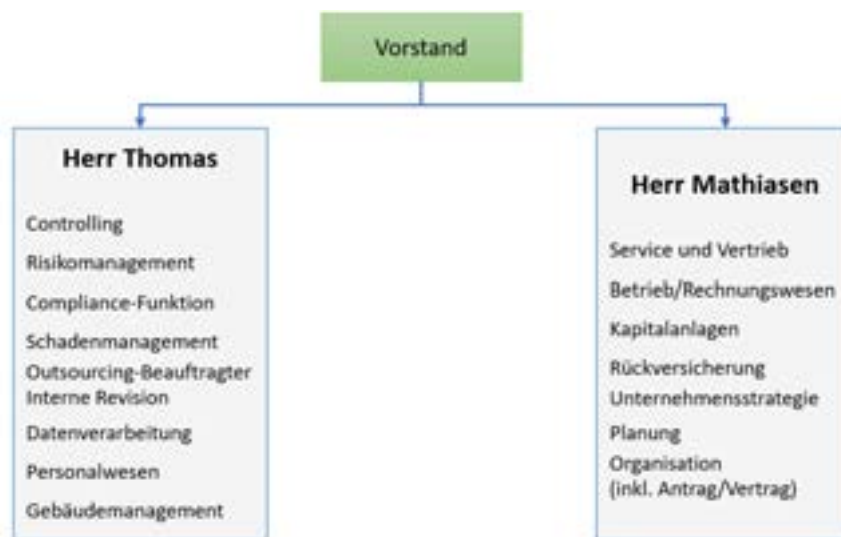 Vorstand
Herr Thomas
Controlling
Risikomanagement
Compliance-Funktion
Schadenmanagement
Outsourcing-Beauftragter
Interne Revision
Datenverarbeitung
Personalwesen
Gebäudemanagement
Herr Mathiasen
Service und Vertrieb
Betrieb/Rechnungswesen
Kapitalanlagen
Rückversicherung
Unternehmensstrategie
Planung
Organisation
(inkl. Antrag/Vertrag)